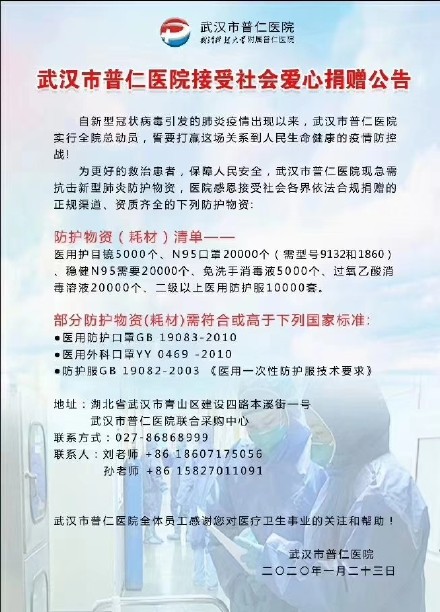 武汉市普仁医院
武汉科技大学附属普仁医院
武汉市普仁医院接受社会爱心捐赠公告
自新型冠状病毒引发的肺炎疫情出现以来，武汉市普仁医院
实行全院总动员，誓要打赢这场关系到人民生命健康的疫情防控
战！
为更好的救治患者，保障人民安全，武汉市普仁医院现急需
抗击新型肺炎防护物资，医院感恩接受社会各界依法合规捐赠的
正规渠道、资质齐全的下列防护物资：
防护物资（耗材）清单——
医用护目镜5000个、N95口罩20000个（需型号9132和1860）
、稳健N95需要20000个、免洗手消毒液5000个、过氧乙酸消
毒溶液20000个、二级以上医用防护服10000套。
部分防护物资(耗材)需符合或高于下列国家标准：
●医用防护口罩GB 19083-2010
●医用外科口罩YY 0469 -2010
●防护服GB 19082-2003 《医用一次性防护服技术要求》
地址：湖北省武汉市青山区建设四路本溪街一号
武汉市普仁医院联合采购中心
联系方式：027-86868999
联系人：刘老师 +86 18607175056
孙老师 +86 15827011091
武汉市普仁医院全体员工感谢您对医疗卫生事业的关注和帮助！
武汉市普仁医院
二〇二〇年一月二十三日